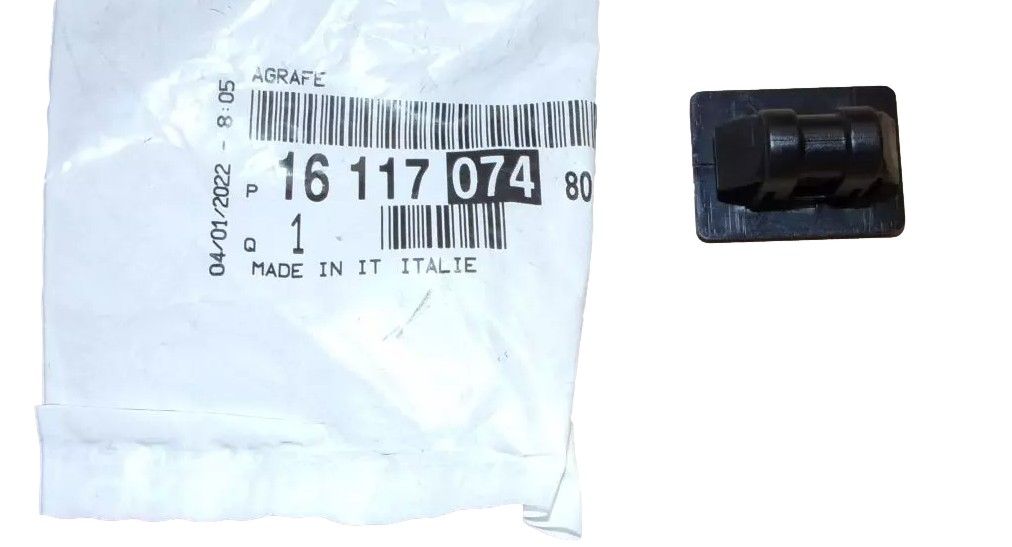 AGRAFE
P 16 117 074 80
Q 1
MADE IN IT ITALIE
04/01/2022 - 8:05